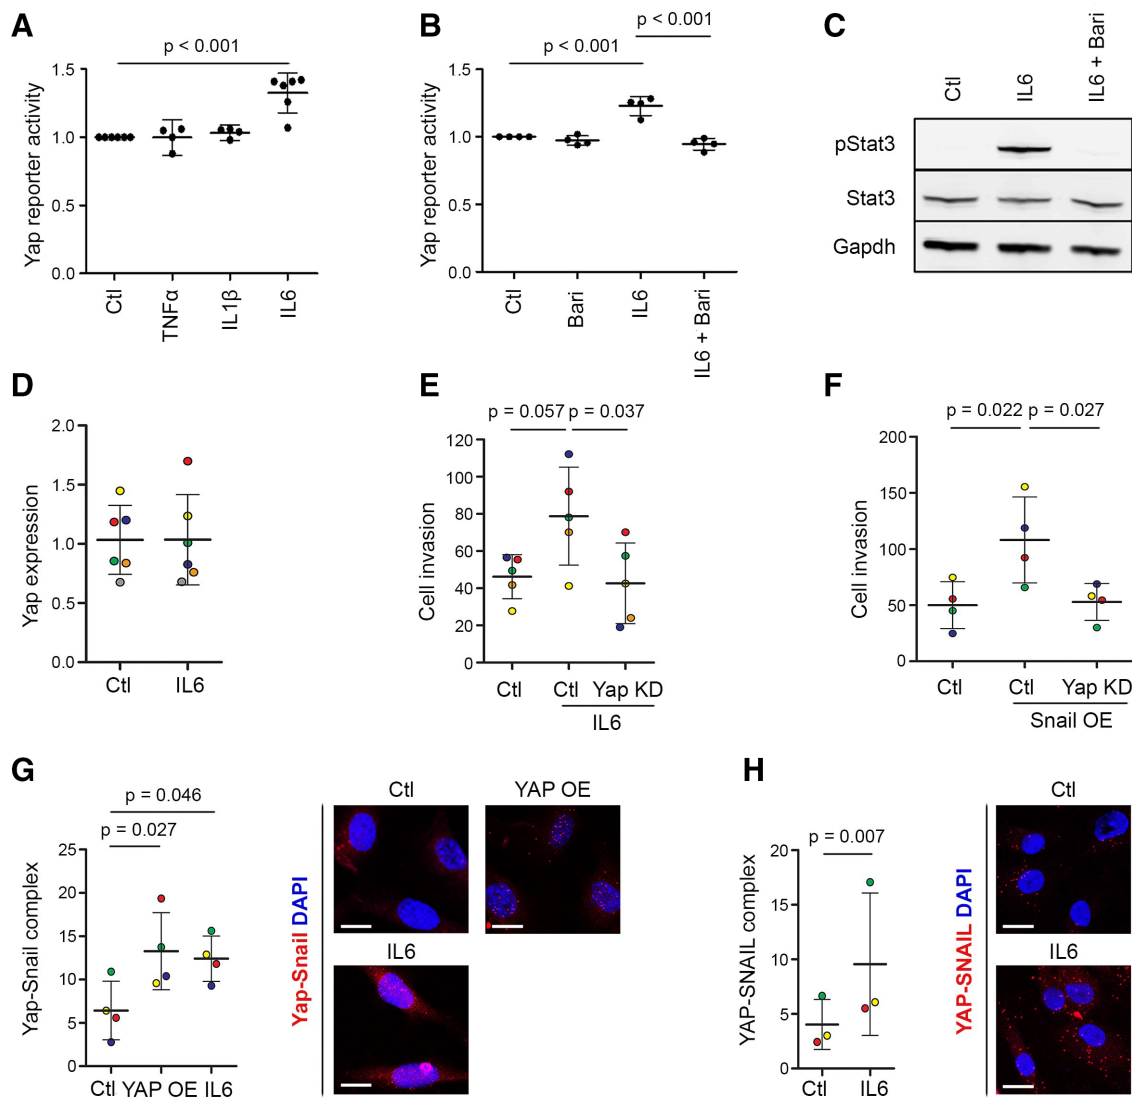 A
p < 0.001
Yap reporter activity
1.5
1.0
0.5
0.0
Ctl
TNFα
IL1β
IL6
B
p < 0.001
p < 0.001
Yap reporter activity
1.5
1.0
0.5
0.0
Ctl
Bari
IL6
IL6 + Bari
C
Ctl
IL6
IL6 + Bari
pStat3
Stat3
Gapdh
D
Yap expression
2.0
1.5
1.0
0.5
0.0
Ctl
IL6
E
p = 0.057
p = 0.037
Cell invasion
120
100
80
60
40
20
0
Ctl
Ctl
Yap KD
IL6
F
p = 0.022
p = 0.027
Cell invasion
200
150
100
50
0
Ctl
Ctl
Yap KD
Snail OE
G
p = 0.046
p = 0.027
Yap-Snail complex
25
20
15
10
5
0
Ctl
YAP OE
IL6
Yap-Snail DAPI
Ctl
YAP OE
IL6
H
p = 0.007
YAP-SNAIL complex
20
15
10
5
0
Ctl
IL6
YAP-SNAIL DAPI
Ctl
IL6